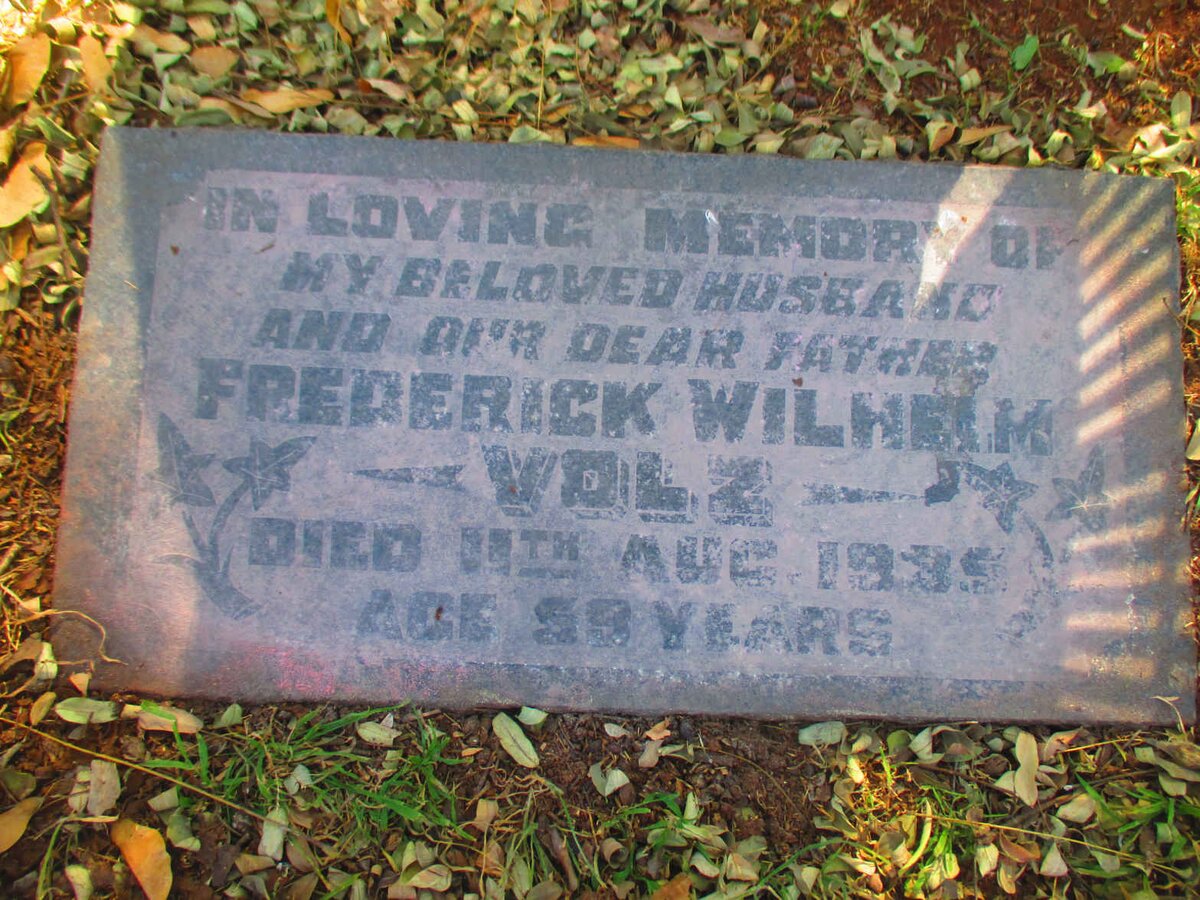 IN LOVING MEMORY OF
MY BELOVED HUSBAND
AND OUR DEAR FATHER
FREDERICK WILHELM
VOLZ
DIED 11TH AUG. 1935
AGE 59 YEARS